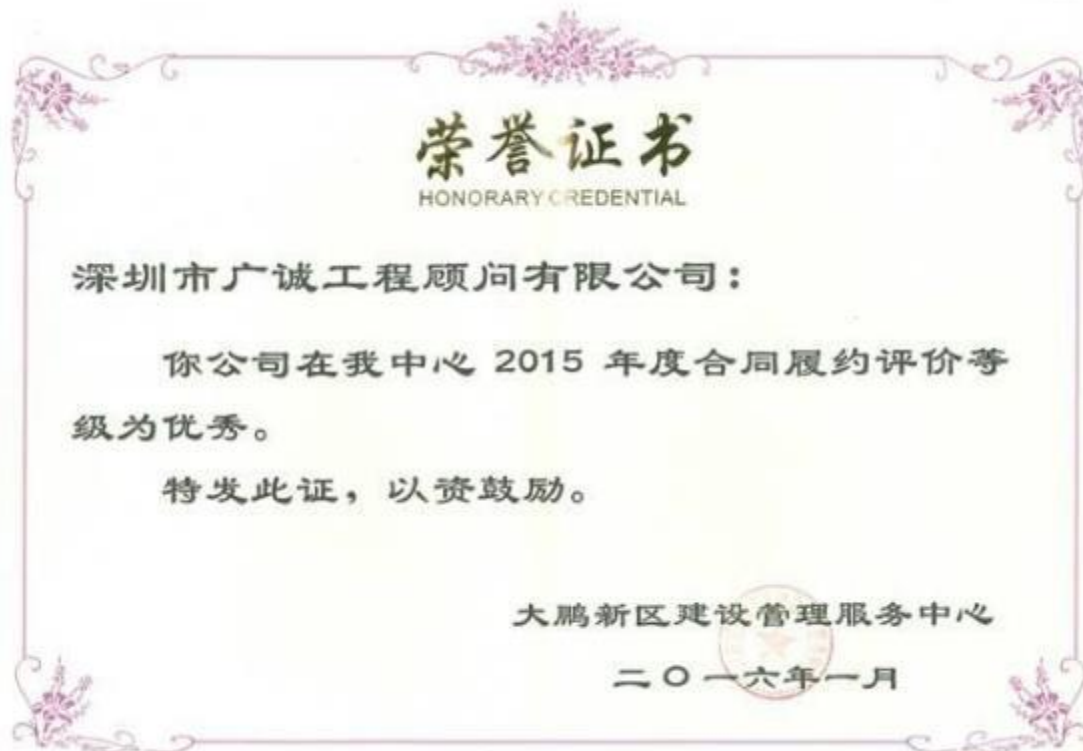 荣誉证书
HONORARY CREDENTIAL
深圳市广诚工程顾问有限公司：
你公司在我中心 2015 年度合同履约评价等
级为优秀。
特发此证，以资鼓励。
大鹏新区建设管理服务中心
二〇一六年一月